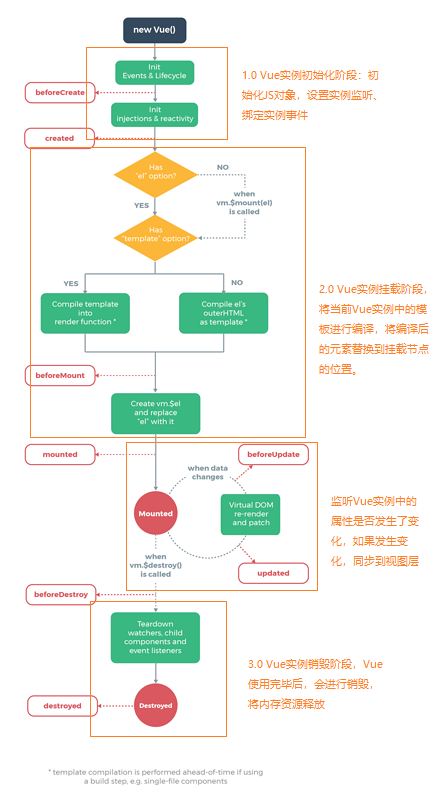 new Vue()
Init
Events & Lifecycle
1.0 Vue实例初始化阶段：初
始化JS对象，设置实例监听、
绑定实例事件
beforeCreate
Init
injections & reactivity
created
Has
"el" option?
NO
when
vm.$mount(el)
is called
YES
Has
"template" option?
YES
NO
Compile template
into
render function *
Compile el's
outerHTML
as template *
2.0 Vue实例挂载阶段，
将当前Vue实例中的模
板进行编译，将编译后
的元素替换到挂载节点
的位置。
beforeMount
Create vm.$el
and replace
"el" with it
mounted
beforeUpdate
when data
changes
Mounted
Virtual DOM
re-render
and patch
监听Vue实例中的
属性是否发生了变
化，如果发生变
化，同步到视图层
when
vm.$destroy()
is called
updated
beforeDestroy
Teardown
watchers, child
components and
event listeners
3.0 Vue实例销毁阶段，Vue
使用完毕后，会进行销毁，
将内存资源释放
destroyed
Destroyed
* template compilation is performed ahead-of-time if using
a build step, e.g. single-file components